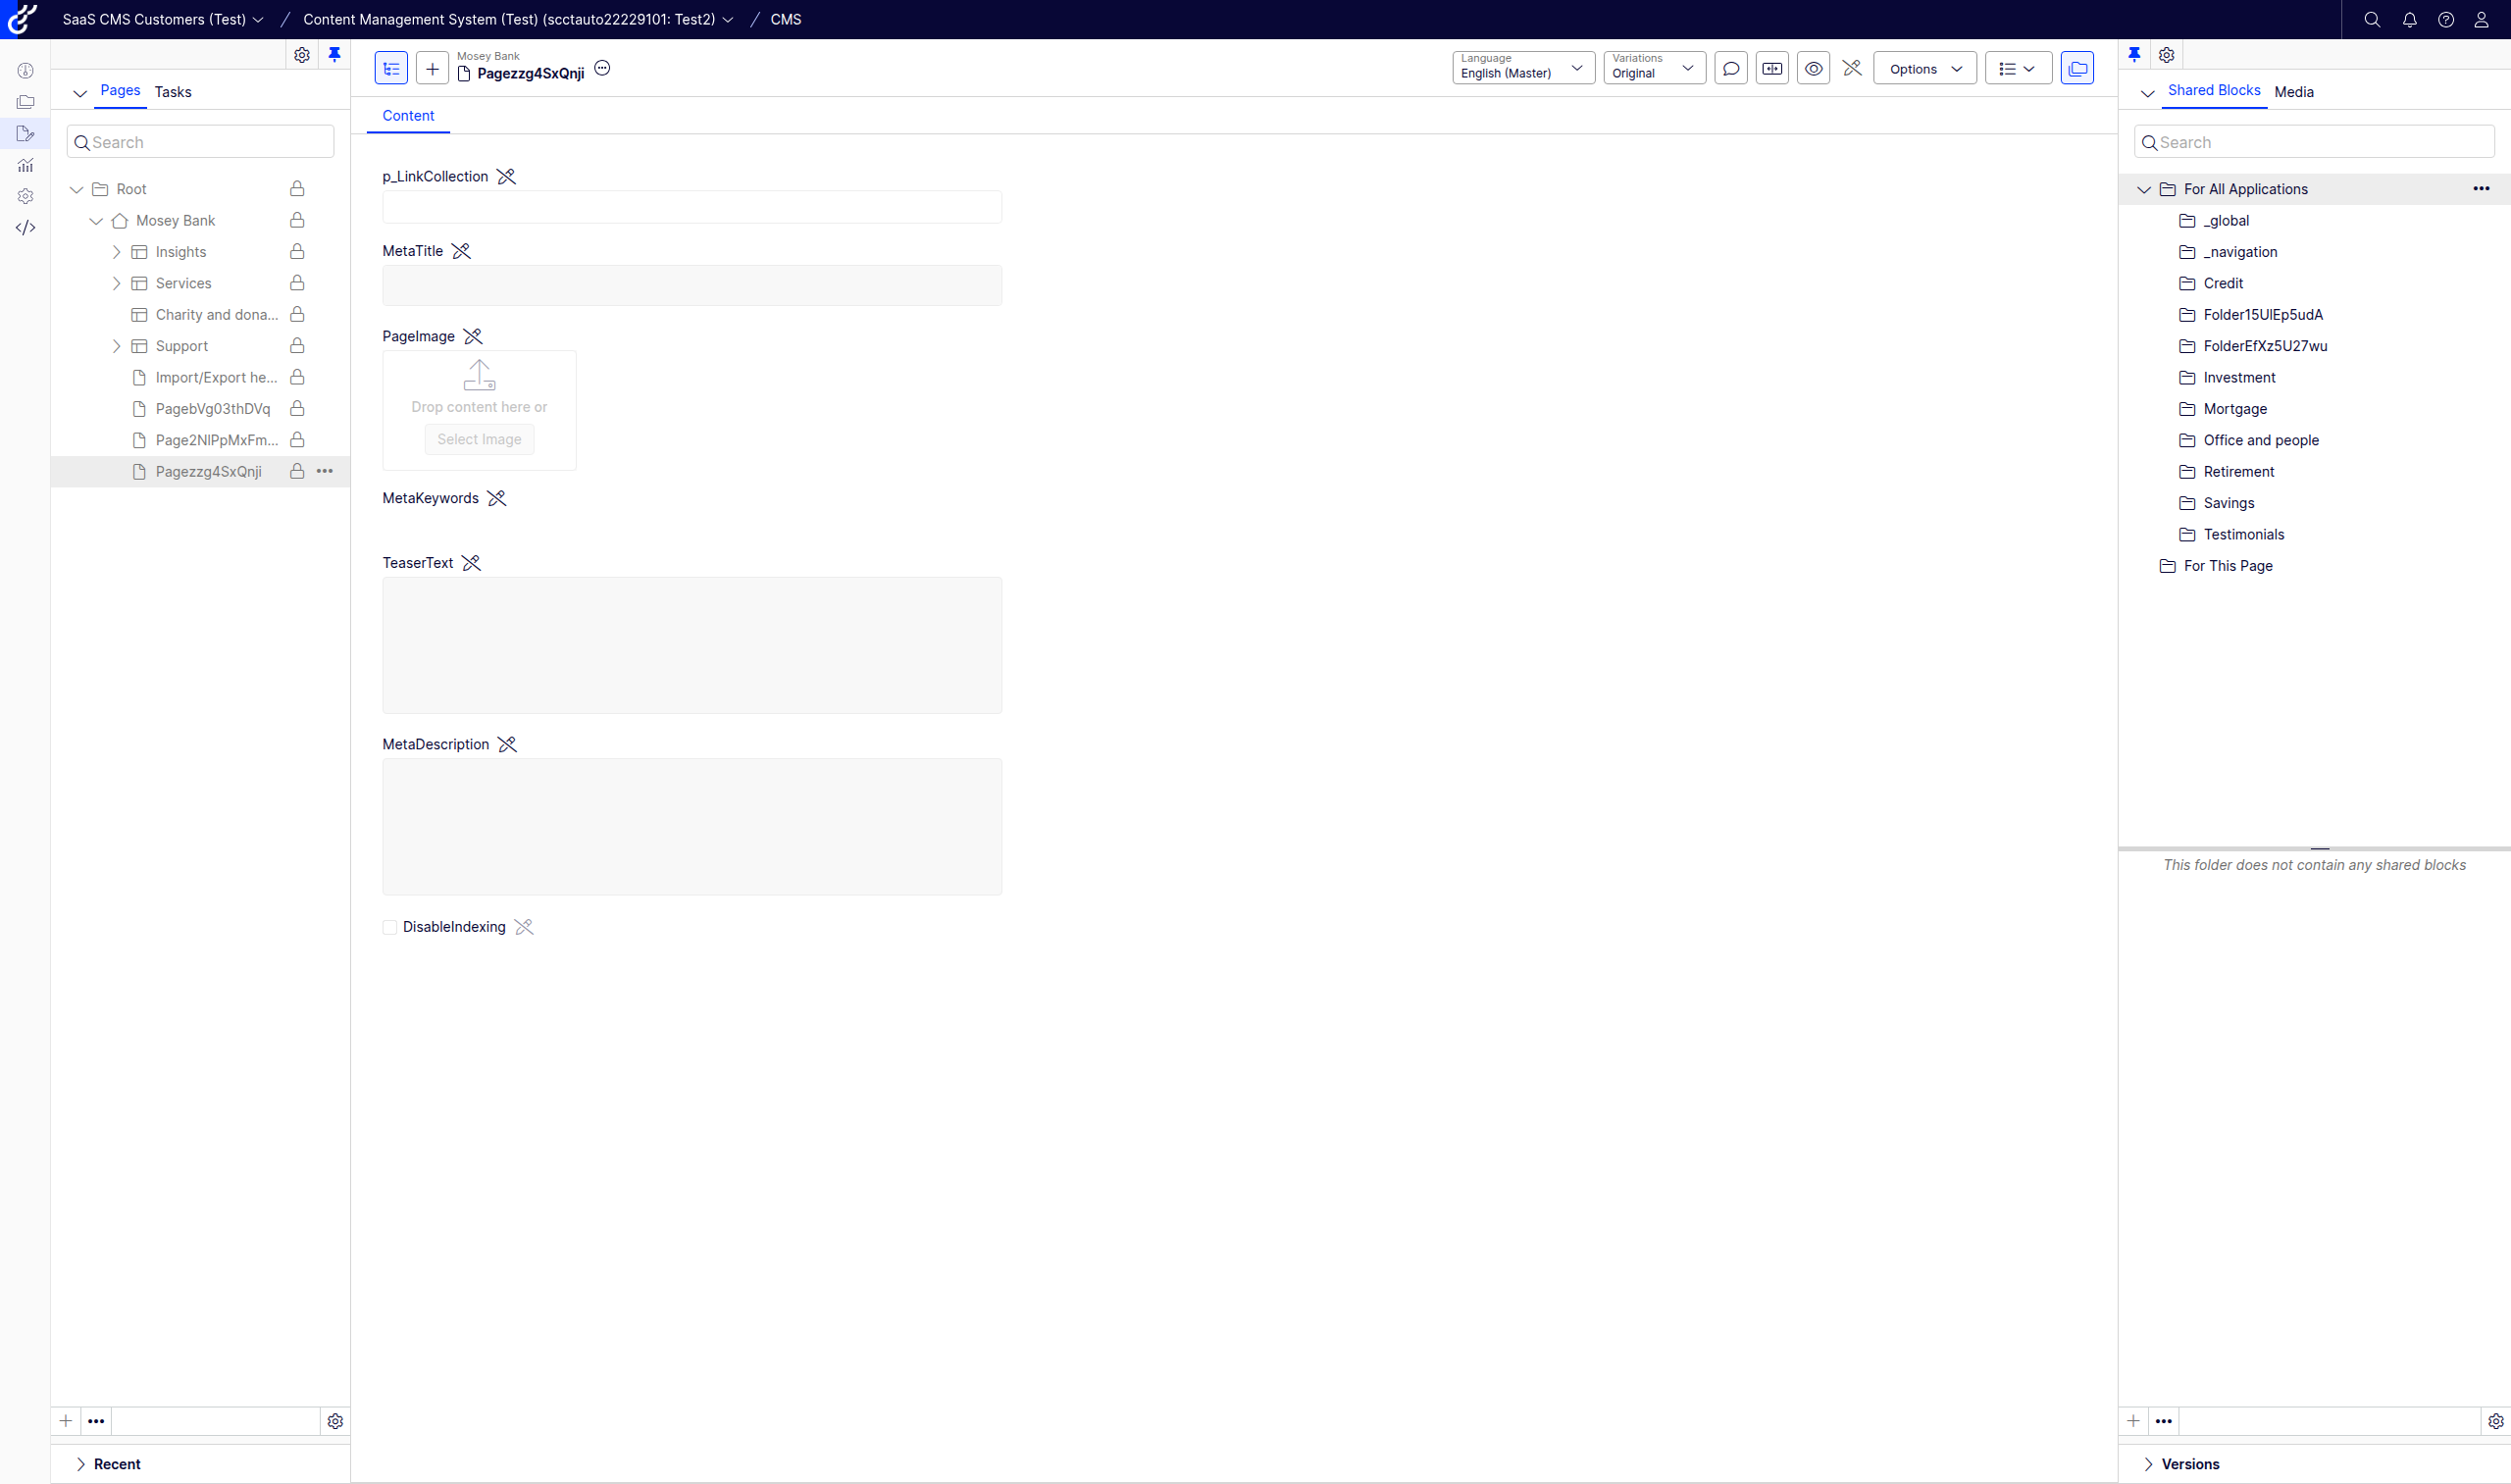 SaaS CMS Customers (Test) / Content Management System (Test) (scctauto22229101: Test2) / CMS
Pages Tasks
Search
Root
Mosey Bank
Insights
Services
Charity and dona...
Support
Import/Export he...
PagebVg03thDVq
Page2NlPpMxFm...
Pagezzg4SxQnji
Recent
Mosey Bank
Pagezzg4SxQnji
Language
English (Master)
Variations
Original
Options
Content
p_LinkCollection
MetaTitle
PageImage
Drop content here or
Select Image
MetaKeywords
TeaserText
MetaDescription
DisableIndexing
Shared Blocks Media
Search
For All Applications
_global
_navigation
Credit
Folder15UlEp5udA
FolderEfXz5U27wu
Investment
Mortgage
Office and people
Retirement
Savings
Testimonials
For This Page
This folder does not contain any shared blocks
Versions